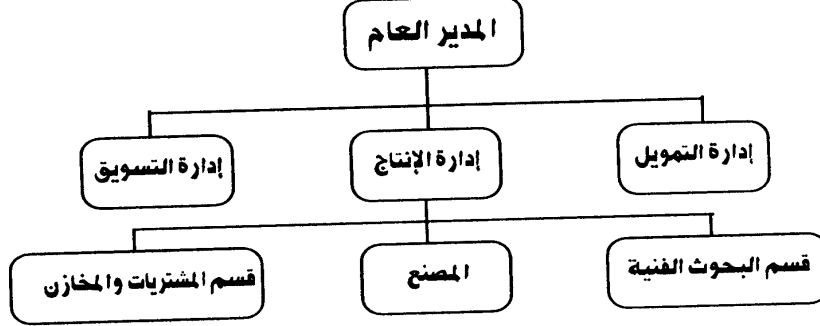 المدير العام
إدارة التمويل
إدارة الإنتاج
إدارة التسويق
قسم البحوث الفنية
المصنع
قسم المشتريات والمخازن